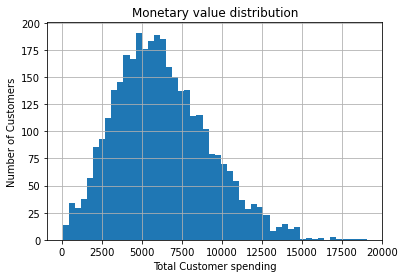 Monetary value distribution
200
175
150
125
100
75
50
25
0
Number of Customers
0 2500 5000 7500 10000 12500 15000 17500 20000
Total Customer spending